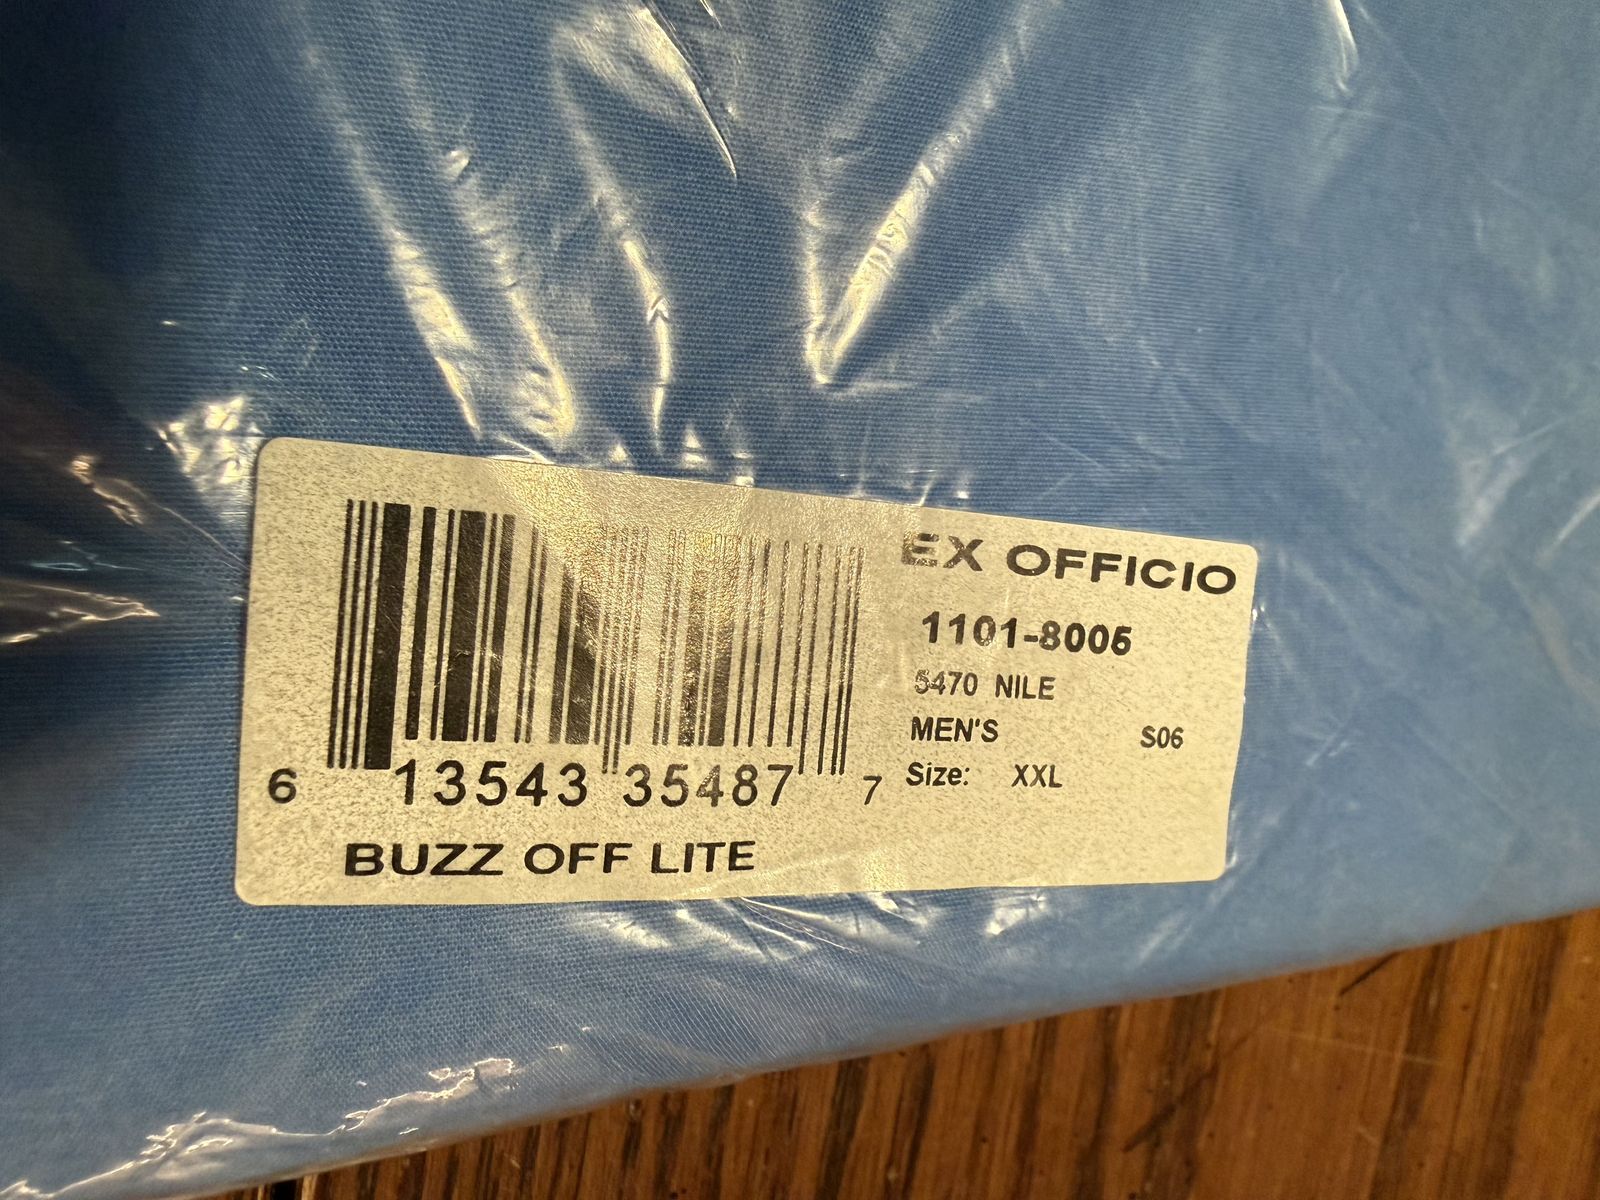 EX OFFICIO
1101-8005
5470 NILE
MEN'S S06
Size: XXL
6 13543 35487 7
BUZZ OFF LITE